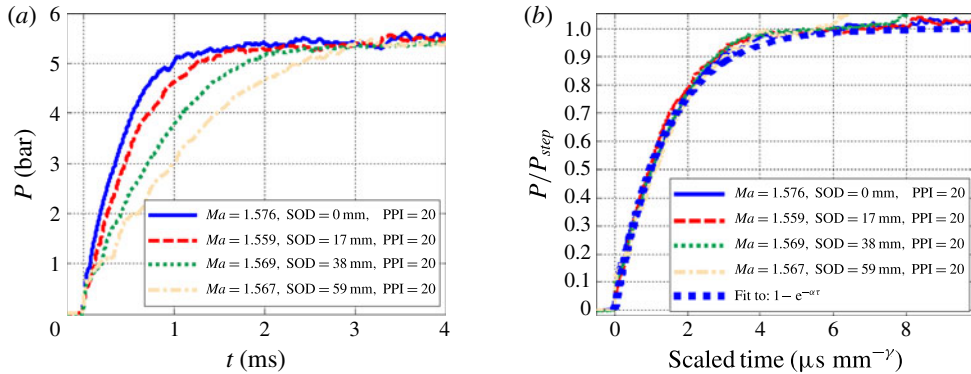 (a)
6
5
4
3
2
1
0
P (bar)
1 2 3 4
t (ms)
Ma = 1.576, SOD = 0 mm, PPI = 20
Ma = 1.559, SOD = 17 mm, PPI = 20
Ma = 1.569, SOD = 38 mm, PPI = 20
Ma = 1.567, SOD = 59 mm, PPI = 20
(b)
1.0
0.9
0.8
0.7
0.6
0.5
0.4
0.3
0.2
0.1
0
P/P_step
0 2 4 6 8
Scaled time (μs mm^−γ)
Ma = 1.576, SOD = 0 mm, PPI = 20
Ma = 1.559, SOD = 17 mm, PPI = 20
Ma = 1.569, SOD = 38 mm, PPI = 20
Ma = 1.567, SOD = 59 mm, PPI = 20
Fit to: 1 − e^−ατ